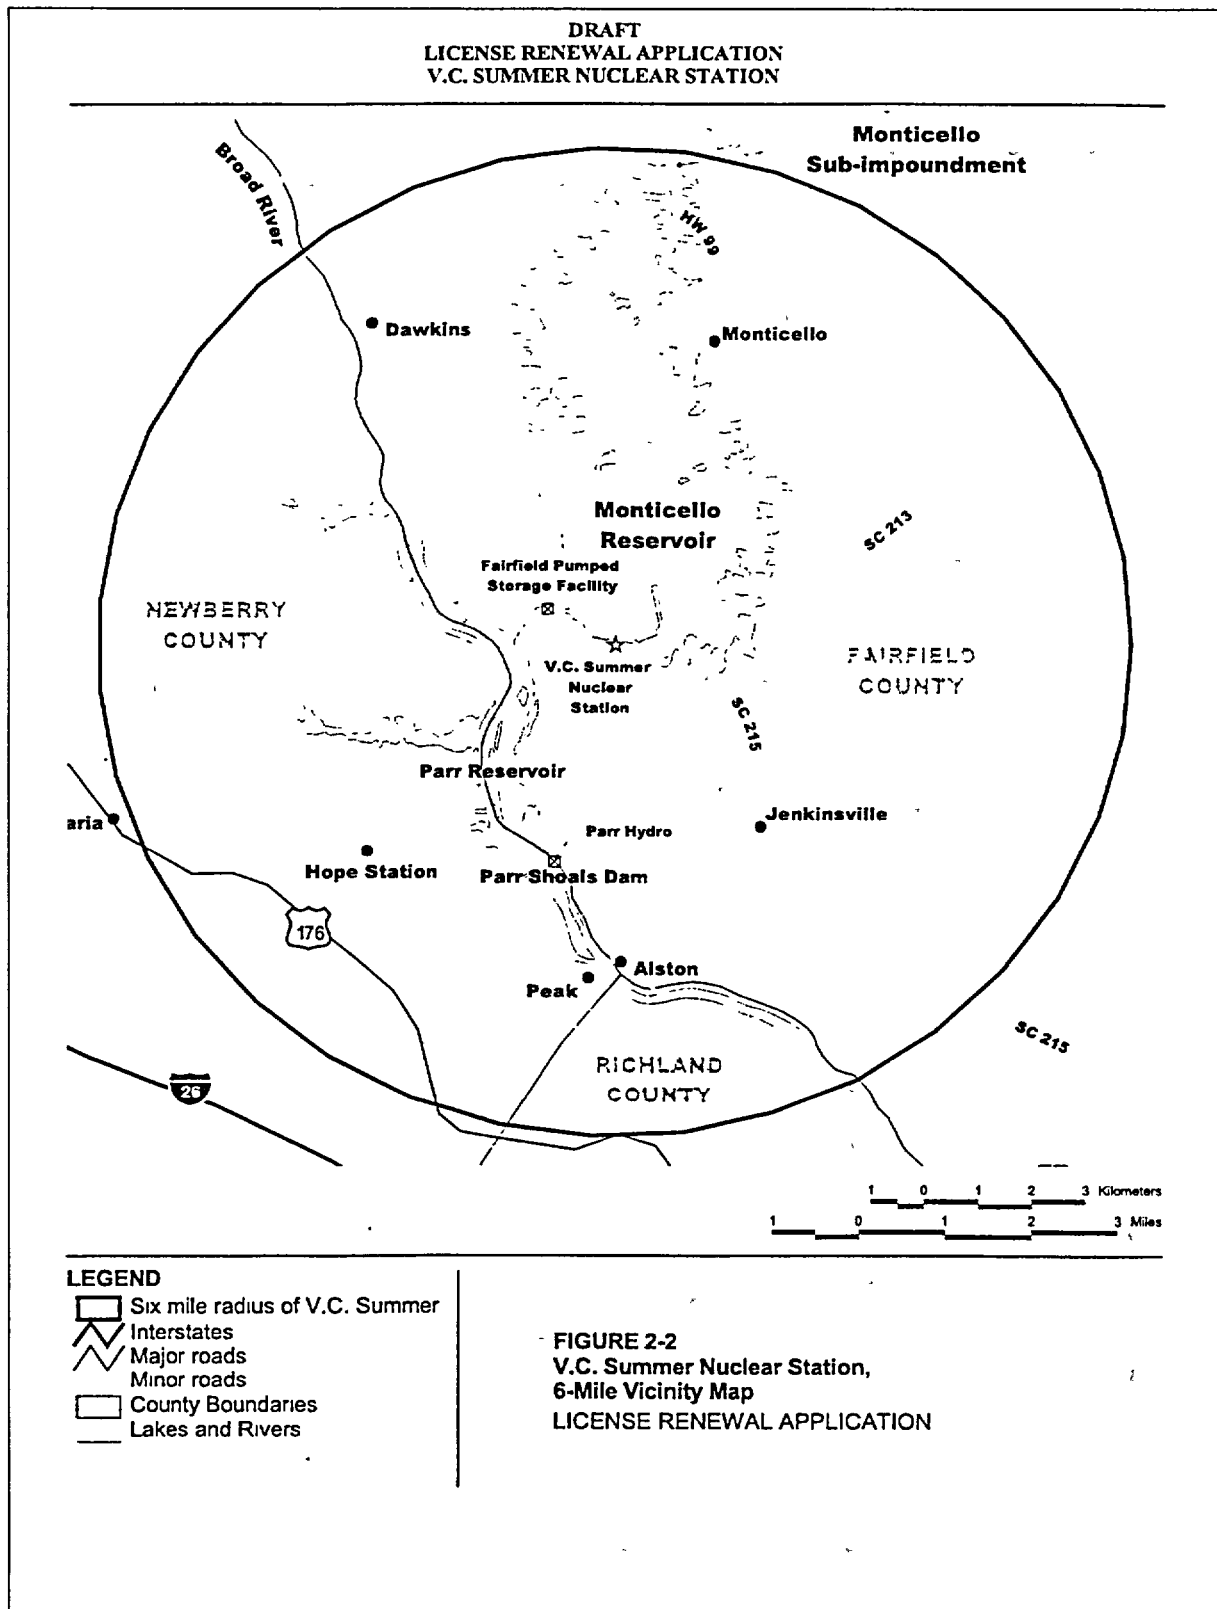 DRAFT
LICENSE RENEWAL APPLICATION
V.C. SUMMER NUCLEAR STATION
Monticello
Sub-impoundment
Broad River
HW 99
Dawkins
Monticello
Monticello
Reservoir
SC 213
Fairfield Pumped
Storage Facility
NEWBERRY
COUNTY
V.C. Summer
Nuclear
Station
FAIRFIELD
COUNTY
SC 215
Parr Reservoir
aria
Parr Hydro
Jenkinsville
Hope Station
Parr Shoals Dam
176
Alston
Peak
SC 215
RICHLAND
COUNTY
26
1 0 1 2 3 Kilometers
1 0 1 2 3 Miles
LEGEND
Six mile radius of V.C. Summer
Interstates
Major roads
Minor roads
County Boundaries
Lakes and Rivers
FIGURE 2-2
V.C. Summer Nuclear Station,
6-Mile Vicinity Map
LICENSE RENEWAL APPLICATION